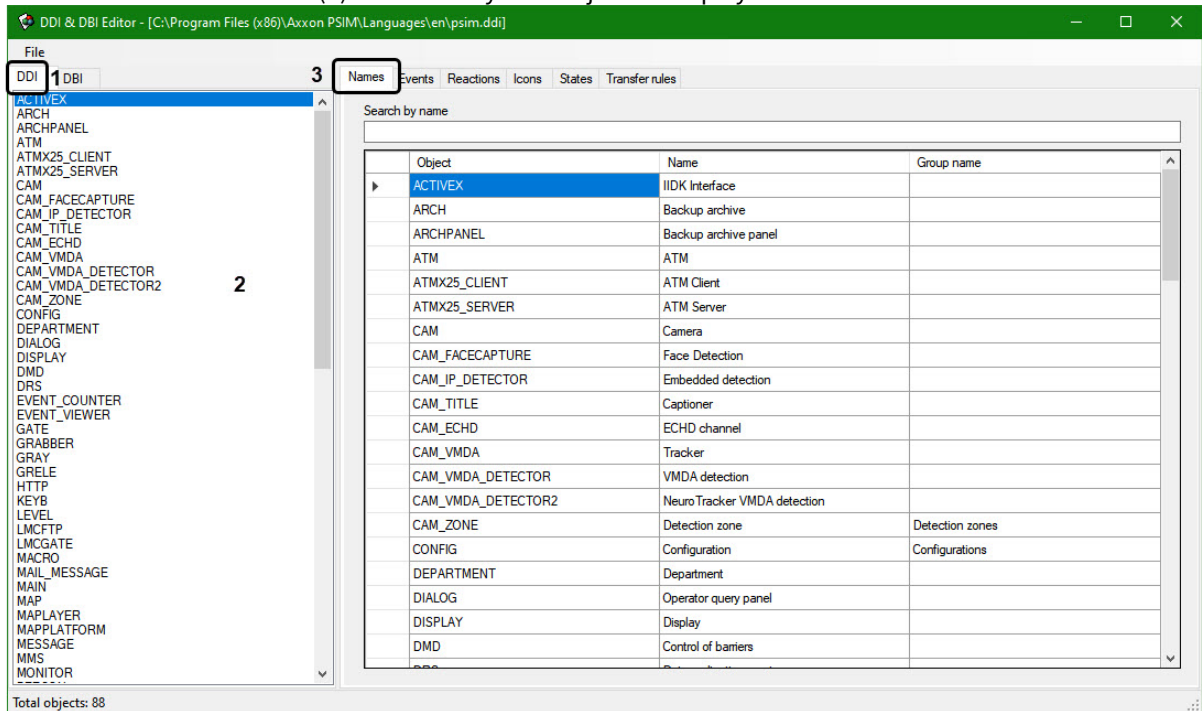 DDI & DBI Editor - [C:\Program Files (x86)\Axxon PSIM\Languages\en\psim.ddi]
File
DDI 1 DBI
3 Names Events Reactions Icons States Transfer rules
ACTIVEX
ARCH
ARCHPANEL
ATM
ATMX25_CLIENT
ATMX25_SERVER
CAM
CAM_FACECAPTURE
CAM_IP_DETECTOR
CAM_TITLE
CAM_ECHD
CAM_VMDA
CAM_VMDA_DETECTOR
CAM_VMDA_DETECTOR2
2
CAM_ZONE
CONFIG
DEPARTMENT
DIALOG
DISPLAY
DMD
DRS
EVENT_COUNTER
EVENT_VIEWER
GATE
GRABBER
GRAY
GRELE
HTTP
KEYB
LEVEL
LMCFTP
LMCGATE
MACRO
MAIL_MESSAGE
MAIN
MAP
MAPLAYER
MAPPLATFORM
MESSAGE
MMS
MONITOR
Search by name
Object Name Group name
ACTIVEX IIDK Interface
ARCH Backup archive
ARCHPANEL Backup archive panel
ATM ATM
ATMX25_CLIENT ATM Client
ATMX25_SERVER ATM Server
CAM Camera
CAM_FACECAPTURE Face Detection
CAM_IP_DETECTOR Embedded detection
CAM_TITLE Captioner
CAM_ECHD ECHD channel
CAM_VMDA Tracker
CAM_VMDA_DETECTOR VMDA detection
CAM_VMDA_DETECTOR2 NeuroTracker VMDA detection
CAM_ZONE Detection zone Detection zones
CONFIG Configuration Configurations
DEPARTMENT Department
DIALOG Operator query panel
DISPLAY Display
DMD Control of barriers
Total objects: 88